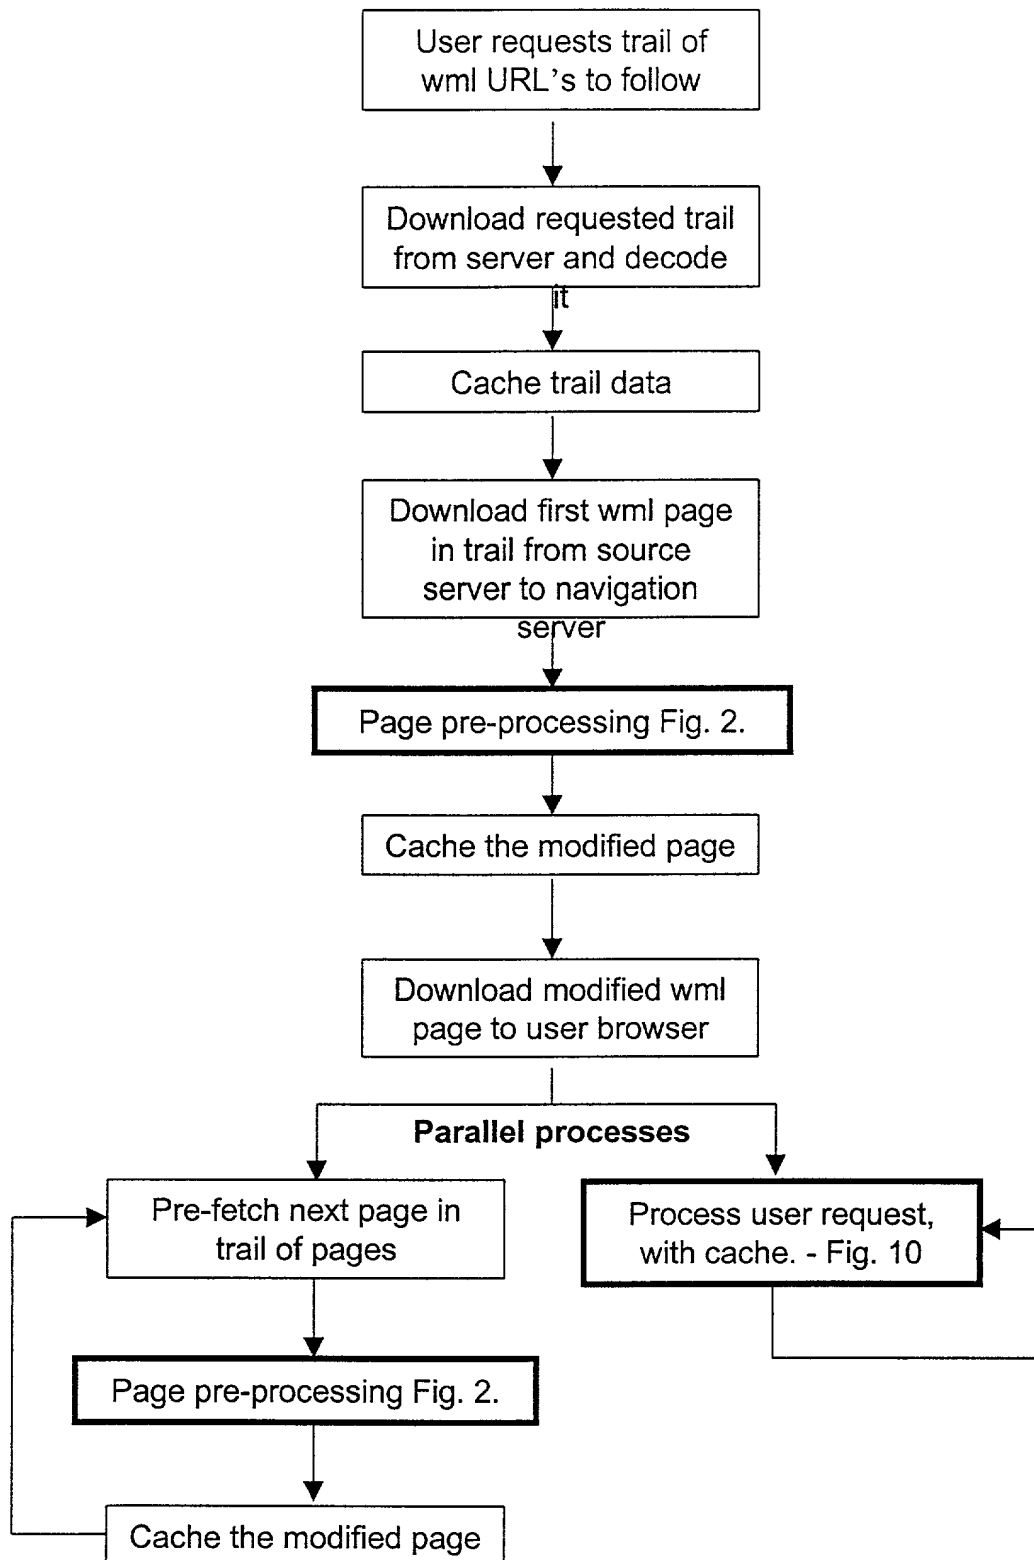 User requests trail of
wml URL's to follow
Download requested trail
from server and decode
it
Cache trail data
Download first wml page
in trail from source
server to navigation
server
Page pre-processing Fig. 2.
Cache the modified page
Download modified wml
page to user browser
Parallel processes
Pre-fetch next page in
trail of pages
Process user request,
with cache. - Fig. 10
Page pre-processing Fig. 2.
Cache the modified page